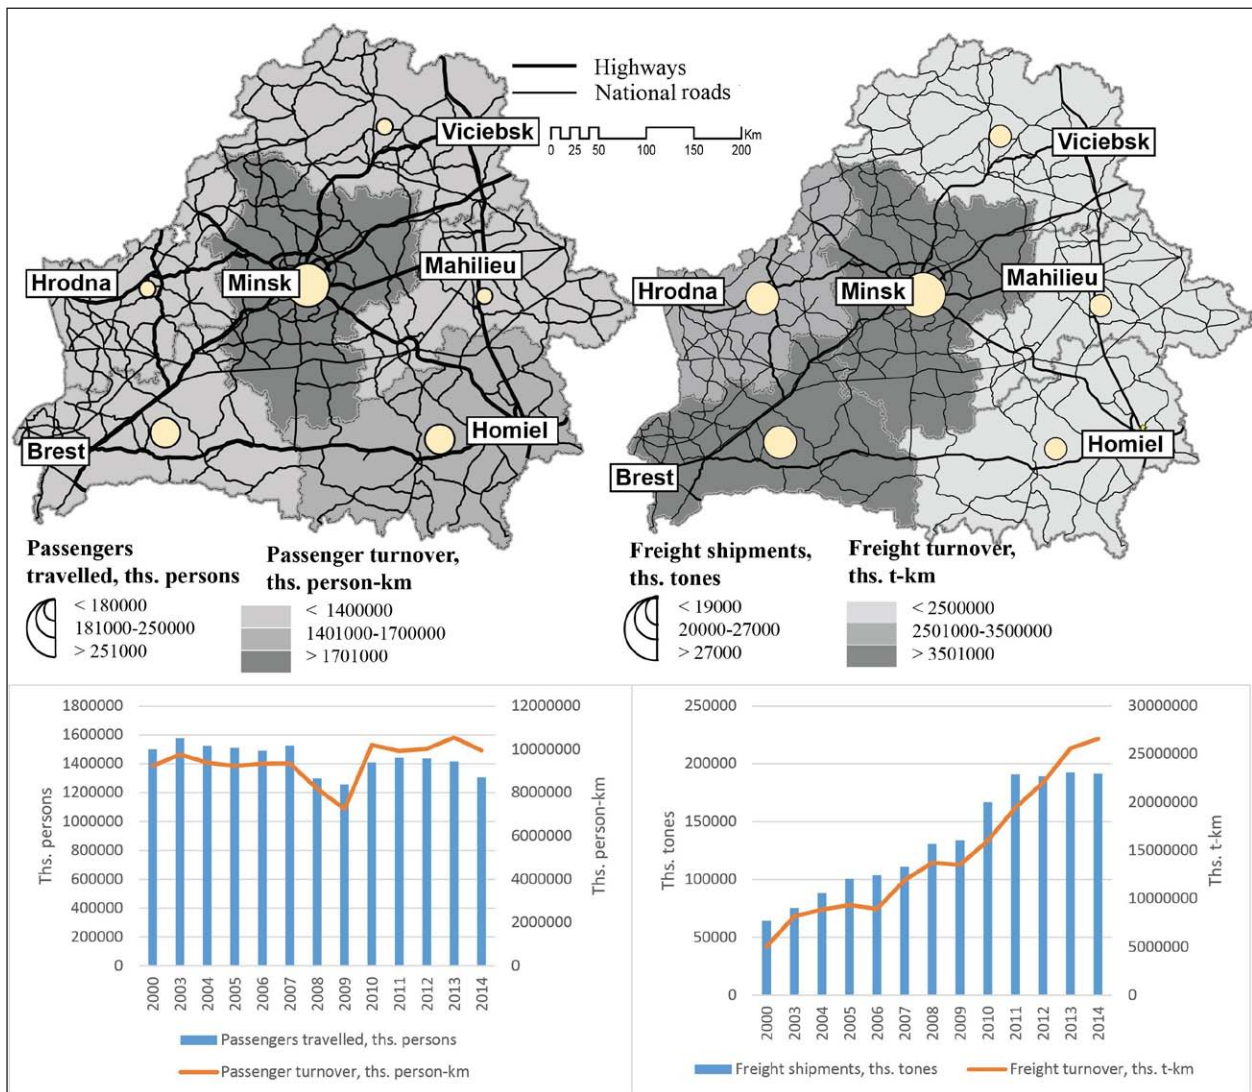 Highways
National roads
Km
0 25 50 100 150 200
Viciebsk
Hrodna
Minsk
Mahilieu
Brest
Homiel
Viciebsk
Hrodna
Minsk
Mahilieu
Brest
Homiel
Passengers
travelled, ths. persons
< 180000
181000-250000
> 251000
Passenger turnover,
ths. person-km
< 1400000
1401000-1700000
> 1701000
Freight shipments,
ths. tones
< 19000
20000-27000
> 27000
Freight turnover,
ths. t-km
< 2500000
2501000-3500000
> 3501000
1800000
1600000
1400000
1200000
1000000
800000
600000
400000
200000
0
Ths. persons
12000000
10000000
8000000
6000000
4000000
2000000
0
Ths. person-km
2000 2003 2004 2005 2006 2007 2008 2009 2010 2011 2012 2013 2014
Passengers travelled, ths. persons
Passenger turnover, ths. person-km
250000
200000
150000
100000
50000
0
Ths. tones
30000000
25000000
20000000
15000000
10000000
5000000
0
Ths. t-km
2000 2003 2004 2005 2006 2007 2008 2009 2010 2011 2012 2013 2014
Freight shipments, ths. tones
Freight turnover, ths. t-km